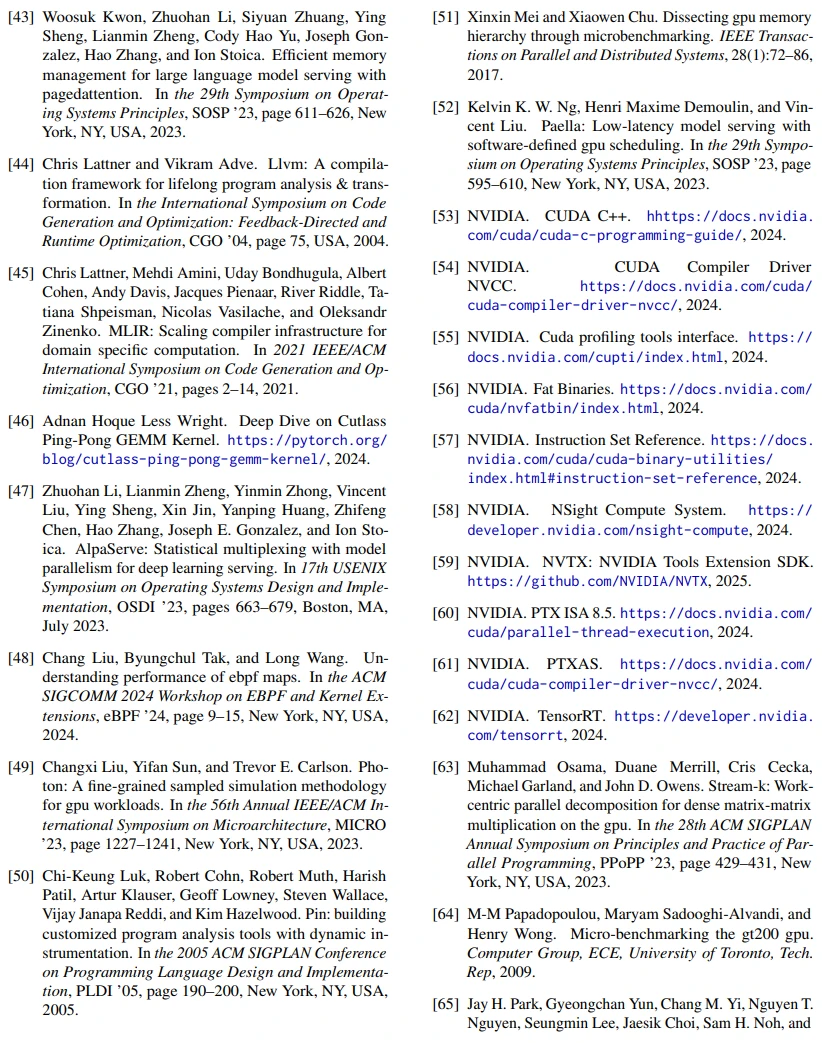 [43] Woosuk Kwon, Zhuohan Li, Siyuan Zhuang, Ying
Sheng, Lianmin Zheng, Cody Hao Yu, Joseph Gon-
zalez, Hao Zhang, and Ion Stoica. Efficient memory
management for large language model serving with
pagedattention. In the 29th Symposium on Operat-
ing Systems Principles, SOSP ’23, page 611–626, New
York, NY, USA, 2023.
[44] Chris Lattner and Vikram Adve. Llvm: A compila-
tion framework for lifelong program analysis & trans-
formation. In the International Symposium on Code
Generation and Optimization: Feedback-Directed and
Runtime Optimization, CGO ’04, page 75, USA, 2004.
[45] Chris Lattner, Mehdi Amini, Uday Bondhugula, Albert
Cohen, Andy Davis, Jacques Pienaar, River Riddle, Ta-
tiana Shpeisman, Nicolas Vasilache, and Oleksandr
Zinenko. MLIR: Scaling compiler infrastructure for
domain specific computation. In 2021 IEEE/ACM
International Symposium on Code Generation and Op-
timization, CGO ’21, pages 2–14, 2021.
[46] Adnan Hoque Less Wright. Deep Dive on Cutlass
Ping-Pong GEMM Kernel. https://pytorch.org/
blog/cutlass-ping-pong-gemm-kernel/, 2024.
[47] Zhuohan Li, Lianmin Zheng, Yinmin Zhong, Vincent
Liu, Ying Sheng, Xin Jin, Yanping Huang, Zhifeng
Chen, Hao Zhang, Joseph E. Gonzalez, and Ion Sto-
ica. AlpaServe: Statistical multiplexing with model
parallelism for deep learning serving. In 17th USENIX
Symposium on Operating Systems Design and Imple-
mentation, OSDI ’23, pages 663–679, Boston, MA,
July 2023.
[48] Chang Liu, Byungchul Tak, and Long Wang. Un-
derstanding performance of ebpf maps. In the ACM
SIGCOMM 2024 Workshop on EBPF and Kernel Ex-
tensions, eBPF ’24, page 9–15, New York, NY, USA,
2024.
[49] Changxi Liu, Yifan Sun, and Trevor E. Carlson. Pho-
ton: A fine-grained sampled simulation methodology
for gpu workloads. In the 56th Annual IEEE/ACM In-
ternational Symposium on Microarchitecture, MICRO
’23, page 1227–1241, New York, NY, USA, 2023.
[50] Chi-Keung Luk, Robert Cohn, Robert Muth, Harish
Patil, Artur Klauser, Geoff Lowney, Steven Wallace,
Vijay Janapa Reddi, and Kim Hazelwood. Pin: building
customized program analysis tools with dynamic in-
strumentation. In the 2005 ACM SIGPLAN Conference
on Programming Language Design and Implementa-
tion, PLDI ’05, page 190–200, New York, NY, USA,
2005.
[51] Xinxin Mei and Xiaowen Chu. Dissecting gpu memory
hierarchy through microbenchmarking. IEEE Transac-
tions on Parallel and Distributed Systems, 28(1):72–86,
2017.
[52] Kelvin K. W. Ng, Henri Maxime Demoulin, and Vin-
cent Liu. Paella: Low-latency model serving with
software-defined gpu scheduling. In the 29th Sympo-
sium on Operating Systems Principles, SOSP ’23, page
595–610, New York, NY, USA, 2023.
[53] NVIDIA. CUDA C++. hhttps://docs.nvidia.
com/cuda/cuda-c-programming-guide/, 2024.
[54] NVIDIA. CUDA Compiler Driver
NVCC. https://docs.nvidia.com/cuda/
cuda-compiler-driver-nvcc/, 2024.
[55] NVIDIA. Cuda profiling tools interface. https://
docs.nvidia.com/cupti/index.html, 2024.
[56] NVIDIA. Fat Binaries. https://docs.nvidia.com/
cuda/nvfatbin/index.html, 2024.
[57] NVIDIA. Instruction Set Reference. https://docs.
nvidia.com/cuda/cuda-binary-utilities/
index.html#instruction-set-reference, 2024.
[58] NVIDIA. NSight Compute System. https://
developer.nvidia.com/nsight-compute, 2024.
[59] NVIDIA. NVTX: NVIDIA Tools Extension SDK.
https://github.com/NVIDIA/NVTX, 2025.
[60] NVIDIA. PTX ISA 8.5. https://docs.nvidia.com/
cuda/parallel-thread-execution, 2024.
[61] NVIDIA. PTXAS. https://docs.nvidia.com/
cuda/cuda-compiler-driver-nvcc/, 2024.
[62] NVIDIA. TensorRT. https://developer.nvidia.
com/tensorrt, 2024.
[63] Muhammad Osama, Duane Merrill, Cris Cecka,
Michael Garland, and John D. Owens. Stream-k: Work-
centric parallel decomposition for dense matrix-matrix
multiplication on the gpu. In the 28th ACM SIGPLAN
Annual Symposium on Principles and Practice of Par-
allel Programming, PPoPP ’23, page 429–431, New
York, NY, USA, 2023.
[64] M-M Papadopoulou, Maryam Sadooghi-Alvandi, and
Henry Wong. Micro-benchmarking the gt200 gpu.
Computer Group, ECE, University of Toronto, Tech.
Rep, 2009.
[65] Jay H. Park, Gyeongchan Yun, Chang M. Yi, Nguyen T.
Nguyen, Seungmin Lee, Jaesik Choi, Sam H. Noh, and